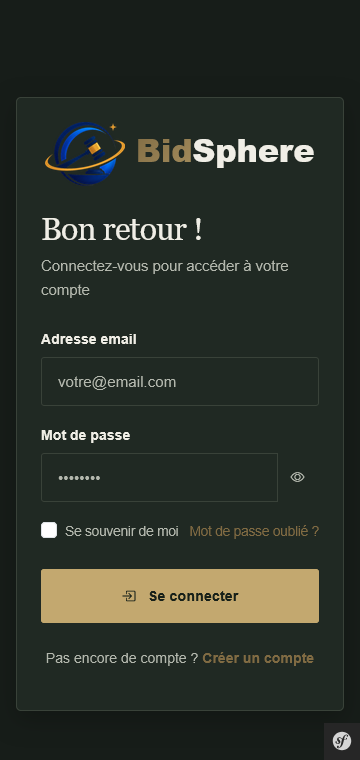 BidSphere
Bon retour !
Connectez-vous pour accéder à votre
compte
Adresse email
votre@email.com
Mot de passe
••••••••
Se souvenir de moi Mot de passe oublié ?
Se connecter
Pas encore de compte ? Créer un compte
sf